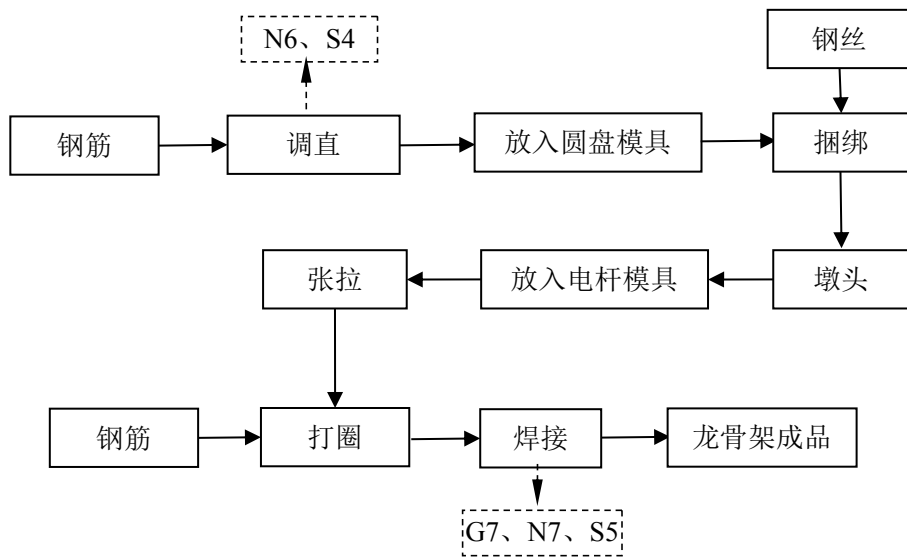 N6、S4
钢丝
钢筋
调直
放入圆盘模具
捆绑
张拉
放入电杆模具
墩头
钢筋
打圈
焊接
龙骨架成品
G7、N7、S5